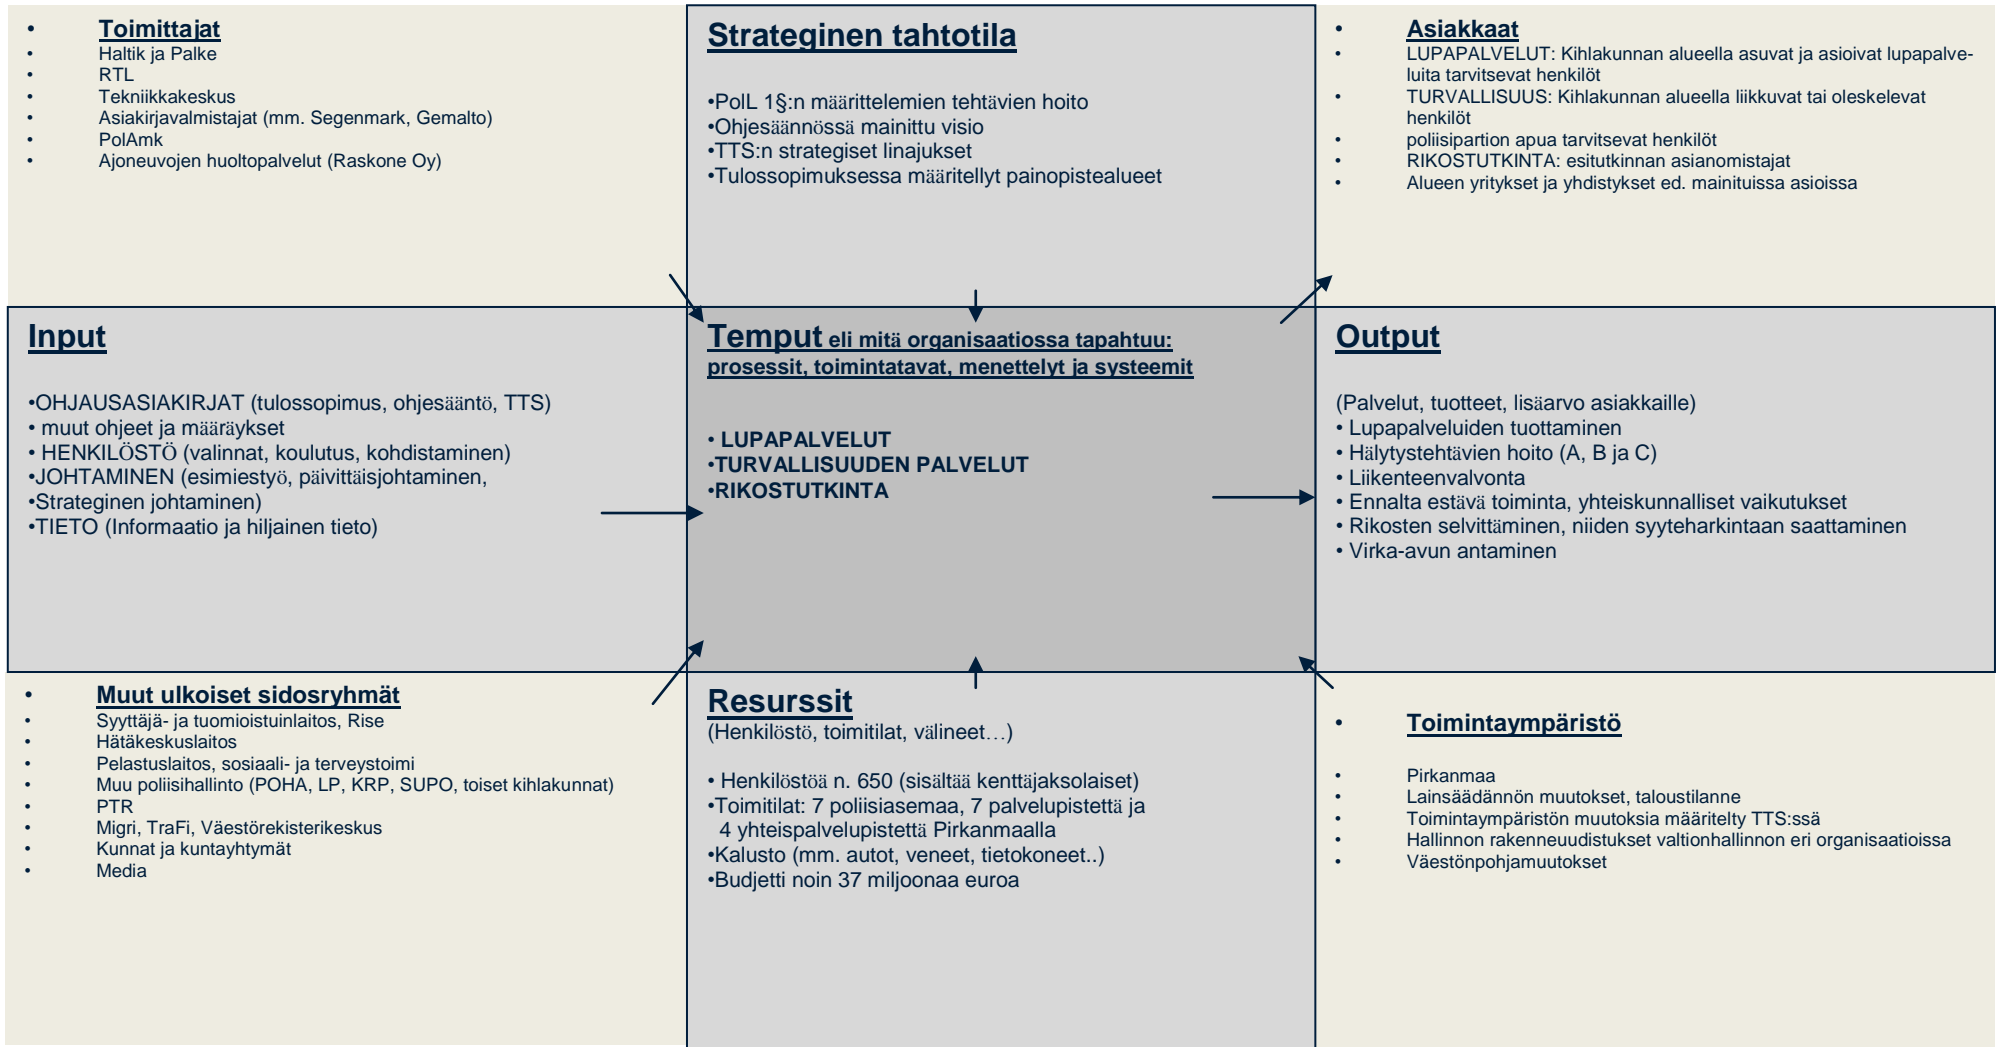 • Toimittajat
• Haltik ja Palke
• RTL
• Tekniikkakeskus
• Asiakirjavalmistajat (mm. Segenmark, Gemalto)
• PolAmk
• Ajoneuvojen huoltopalvelut (Raskone Oy)
Strateginen tahtotila
•PolL 1§:n määrittelemien tehtävien hoito
•Ohjesäännössä mainittu visio
•TTS:n strategiset linajukset
•Tulossopimuksessa määritellyt painopistealueet
• Asiakkaat
• LUPAPALVELUT: Kihlakunnan alueella asuvat ja asioivat lupapalve-
luita tarvitsevat henkilöt
• TURVALLISUUS: Kihlakunnan alueella liikkuvat tai oleskelevat
henkilöt
• poliisipartion apua tarvitsevat henkilöt
• RIKOSTUTKINTA: esitutkinnan asianomistajat
• Alueen yritykset ja yhdistykset ed. mainituissa asioissa
Input
•OHJAUSASIAKIRJAT (tulossopimus, ohjesääntö, TTS)
• muut ohjeet ja määräykset
• HENKILÖSTÖ (valinnat, koulutus, kohdistaminen)
•JOHTAMINEN (esimiestyö, päivittäisjohtaminen,
•Strateginen johtaminen)
•TIETO (Informaatio ja hiljainen tieto)
Temput eli mitä organisaatiossa tapahtuu:
prosessit, toimintatavat, menettelyt ja systeemit
• LUPAPALVELUT
•TURVALLISUUDEN PALVELUT
•RIKOSTUTKINTA
Output
(Palvelut, tuotteet, lisäarvo asiakkaille)
• Lupapalveluiden tuottaminen
• Hälytystehtävien hoito (A, B ja C)
• Liikenteenvalvonta
• Ennalta estävä toiminta, yhteiskunnalliset vaikutukset
• Rikosten selvittäminen, niiden syyteharkintaan saattaminen
• Virka-avun antaminen
• Muut ulkoiset sidosryhmät
• Syyttäjä- ja tuomioistuinlaitos, Rise
• Hätäkeskuslaitos
• Pelastuslaitos, sosiaali- ja terveystoimi
• Muu poliisihallinto (POHA, LP, KRP, SUPO, toiset kihlakunnat)
• PTR
• Migri, TraFi, Väestörekisterikeskus
• Kunnat ja kuntayhtymät
• Media
Resurssit
(Henkilöstö, toimitilat, välineet…)
• Henkilöstöä n. 650 (sisältää kenttäjaksolaiset)
•Toimitilat: 7 poliisiasemaa, 7 palvelupistettä ja
4 yhteispalvelupistettä Pirkanmaalla
•Kalusto (mm. autot, veneet, tietokoneet..)
•Budjetti noin 37 miljoonaa euroa
• Toimintaympäristö
• Pirkanmaa
• Lainsäädännön muutokset, taloustilanne
• Toimintaympäristön muutoksia määritelty TTS:ssä
• Hallinnon rakenneuudistukset valtionhallinnon eri organisaatioissa
• Väestönpohjamuutokset